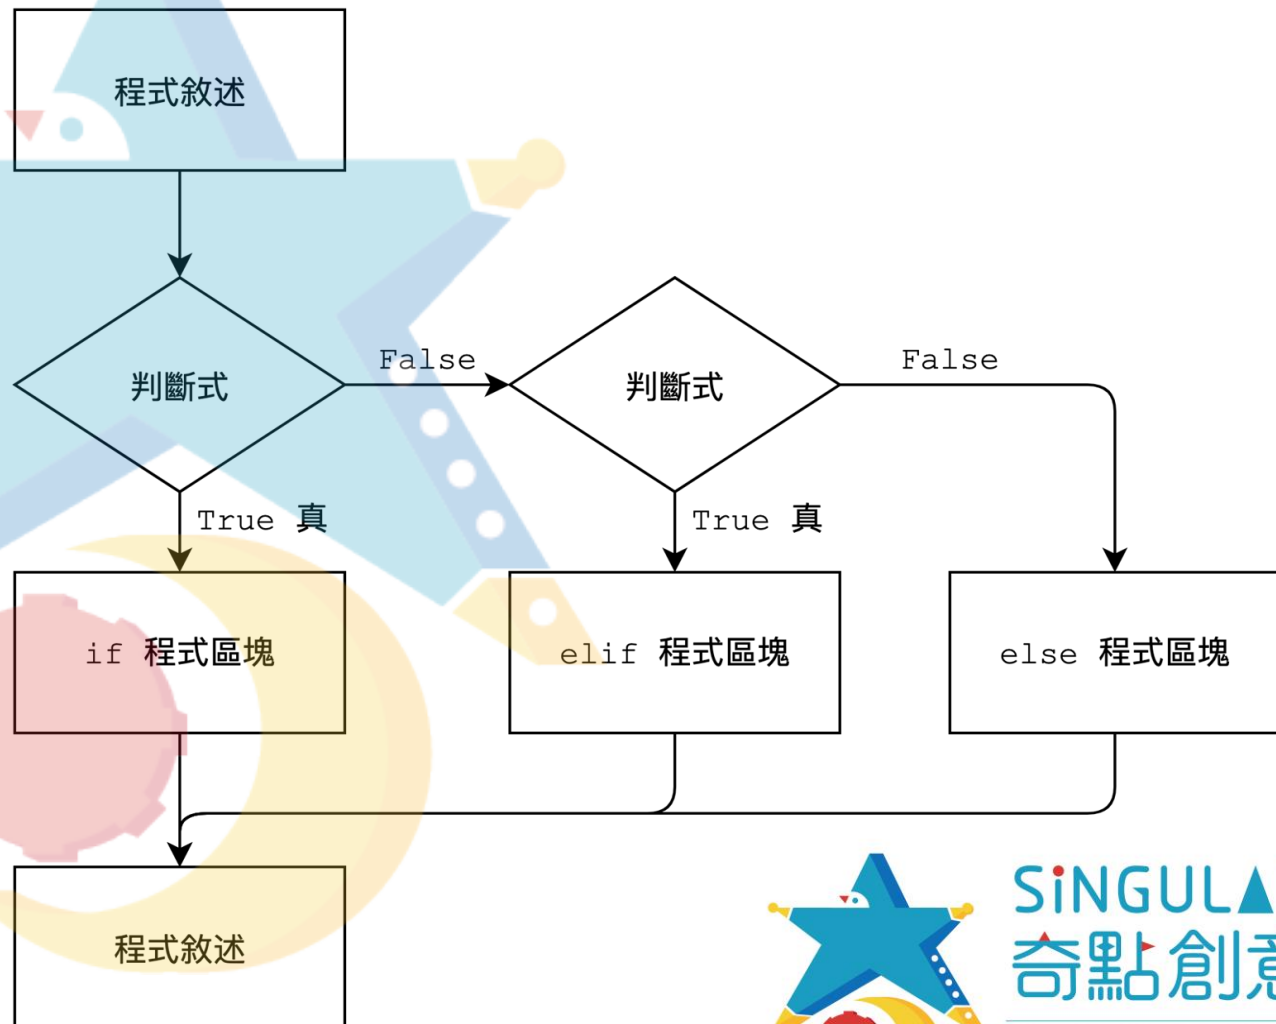 程式敘述
判斷式
False
判斷式
False
True 真
True 真
if 程式區塊
elif 程式區塊
else 程式區塊
程式敘述
SiNGULA
奇點創意